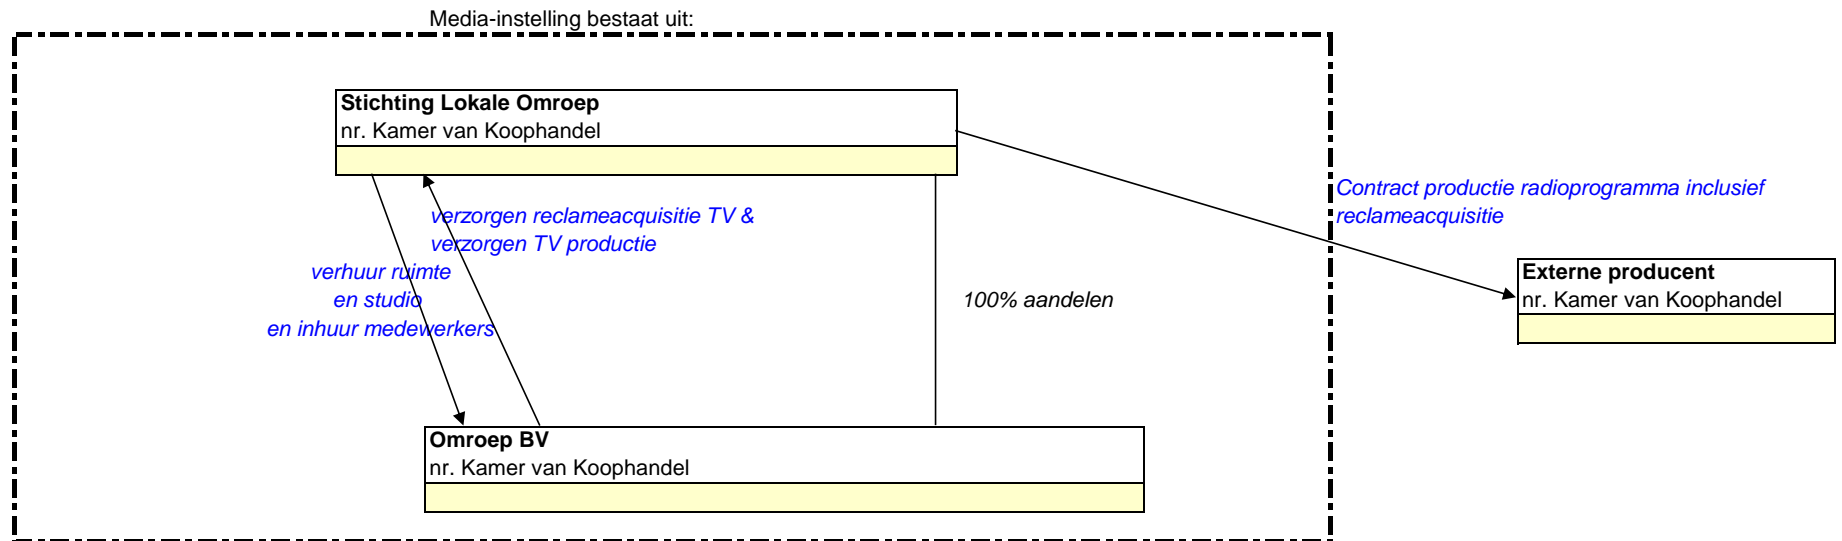 Media-instelling bestaat uit:
Stichting Lokale Omroep
nr. Kamer van Koophandel
Contract productie radioprogramma inclusief
reclameacquisitie
verzorgen reclameacquisitie TV &
verzorgen TV productie
verhuur ruimte
en studio
en inhuur medewerkers
100% aandelen
Externe producent
nr. Kamer van Koophandel
Omroep BV
nr. Kamer van Koophandel